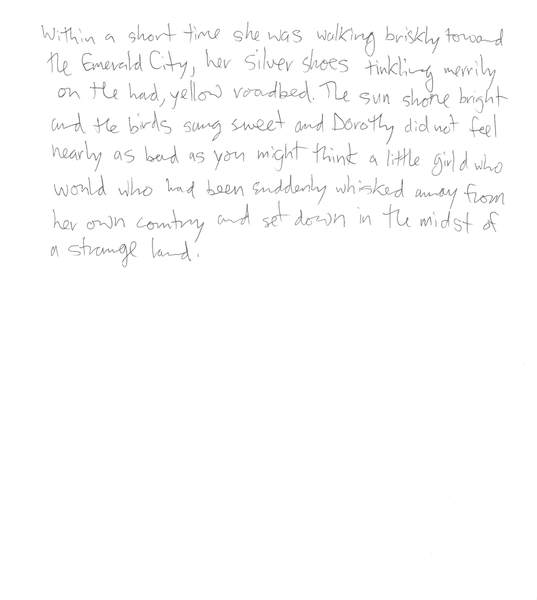 Within a short time she was walking briskly toward
the Emerald City, her Silver Shoes tinkling merrily
on the had, yellow roadbed. The sun shone bright
and the birds sang sweet and Dorothy did not feel
nearly as bad as you might think a little girld who
would who had been suddenly whisked away from
her own country and set down in the midst of
a strange land.